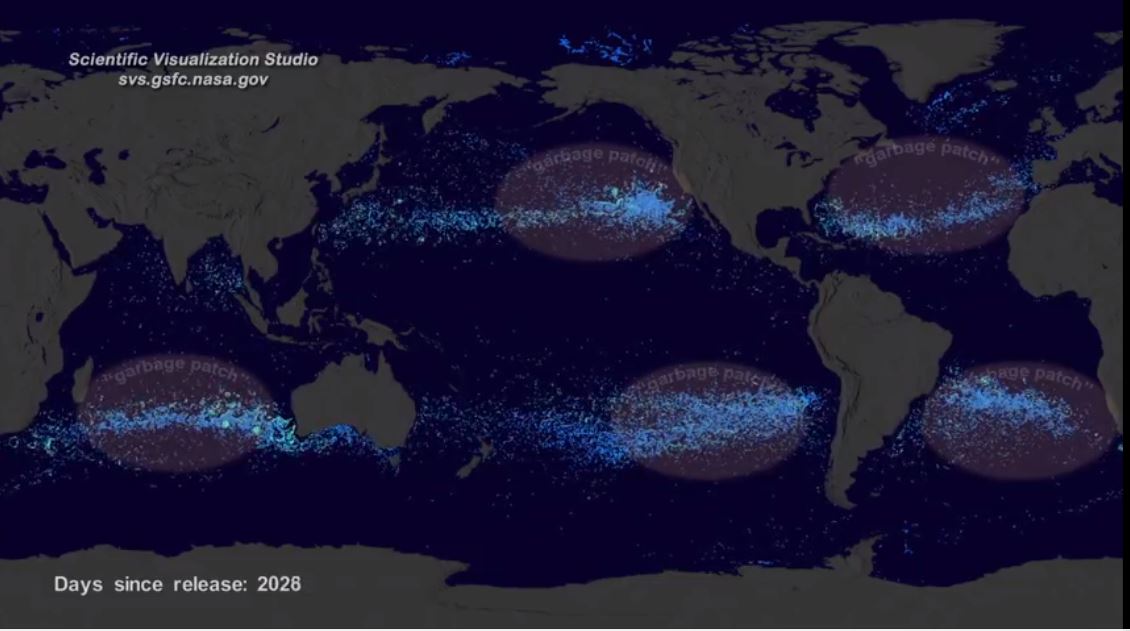 Scientific Visualization Studio
svs.gsfc.nasa.gov
"garbage patch"
"garbage patch"
"garbage patch"
"garbage patch"
"garbage patch"
Days since release: 2026